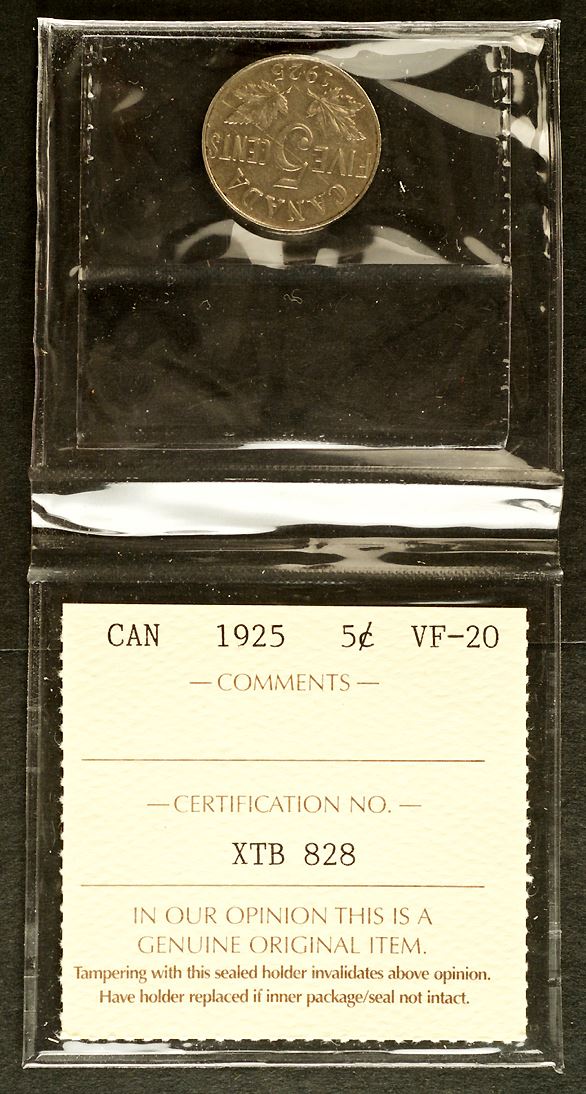 1925
FIVE 5 CENTS
CANADA
CAN 1925 5¢ VF-20
— COMMENTS —
— CERTIFICATION NO. —
XTB 828
IN OUR OPINION THIS IS A
GENUINE ORIGINAL ITEM.
Tampering with this sealed holder invalidates above opinion.
Have holder replaced if inner package/seal not intact.